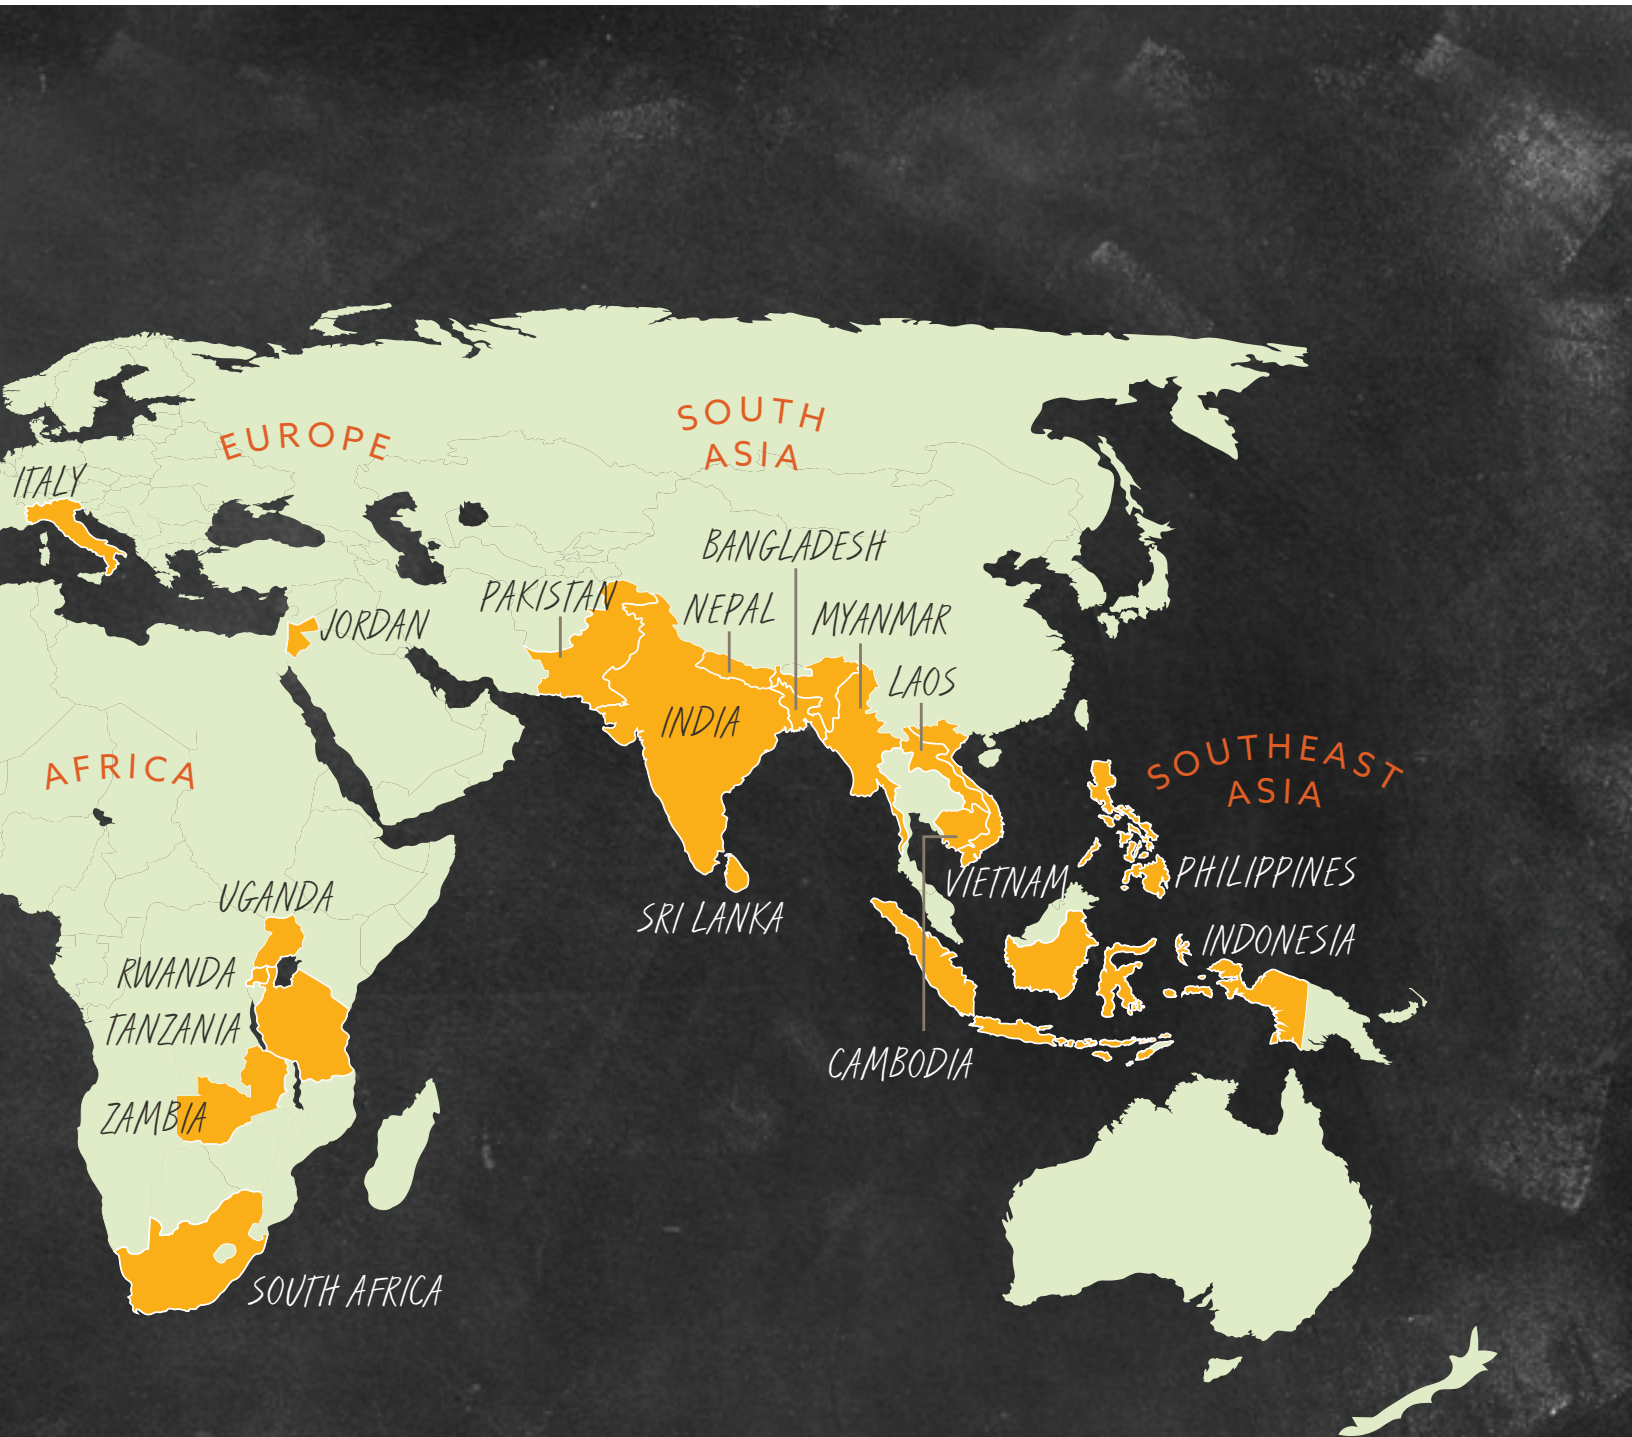 SOUTH
ASIA
EUROPE
ITALY
BANGLADESH
PAKISTAN
NEPAL
MYANMAR
JORDAN
LAOS
INDIA
AFRICA
SOUTHEAST
ASIA
UGANDA
SRI LANKA
VIETNAM
PHILIPPINES
INDONESIA
RWANDA
TANZANIA
CAMBODIA
ZAMBIA
SOUTH AFRICA